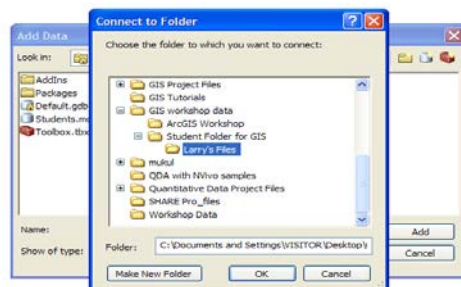 Add Data
Look in:
AddIns
Packages
Default.gdb
Students.m
Toolbox.tbx
Name:
Show of type:
Add
Cancel
Connect to Folder
Choose the folder to which you want to connect:
GIS Project Files
GIS Tutorials
GIS workshop data
ArcGIS Workshop
Student Folder for GIS
Larry's Files
mukul
QDA with NVivo samples
Quantitative Data Project Files
SHARE Pro_files
Workshop Data
Folder: C:\Documents and Settings\VISITOR\Desktop\
Make New Folder OK Cancel